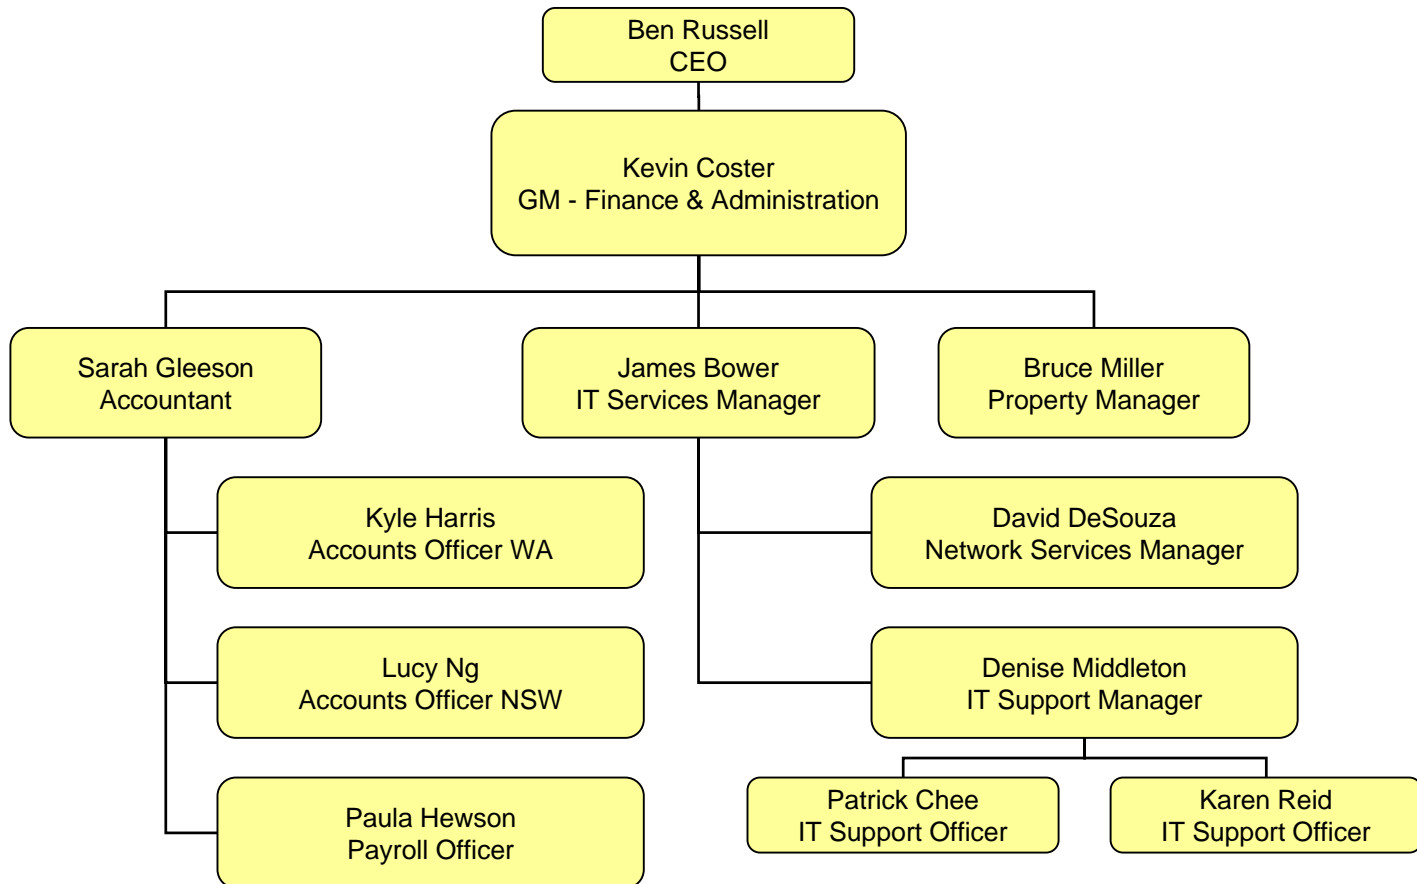 Ben Russell
CEO
Kevin Coster
GM - Finance & Administration
Sarah Gleeson
Accountant
James Bower
IT Services Manager
Bruce Miller
Property Manager
Kyle Harris
Accounts Officer WA
David DeSouza
Network Services Manager
Lucy Ng
Accounts Officer NSW
Denise Middleton
IT Support Manager
Paula Hewson
Payroll Officer
Patrick Chee
IT Support Officer
Karen Reid
IT Support Officer